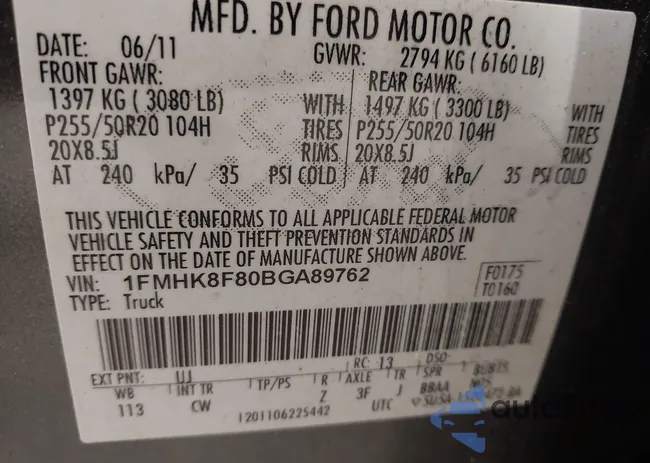 MFD. BY FORD MOTOR CO.
DATE: 06/11 GVWR: 2794 KG ( 6160 LB)
FRONT GAWR: REAR GAWR:
1397 KG ( 3080 LB) WITH 1497 KG ( 3300 LB) WITH
P255/50R20 104H TIRES P255/50R20 104H TIRES
20X8.5J RIMS 20X8.5J RIMS
AT 240 kPa/ 35 PSI COLD AT 240 kPa/ 35 PSI COLD
THIS VEHICLE CONFORMS TO ALL APPLICABLE FEDERAL MOTOR
VEHICLE SAFETY AND THEFT PREVENTION STANDARDS IN
EFFECT ON THE DATE OF MANUFACTURE SHOWN ABOVE.
VIN: 1FMHK8F80BGA89762 F0175
TYPE: Truck T0160
EXT PNT: UJ RC: 13 DSO:
WB INT TR TP/PS R AXLE TR SPR
113 CW Z 3F J BBAA
1201106225442 UTC